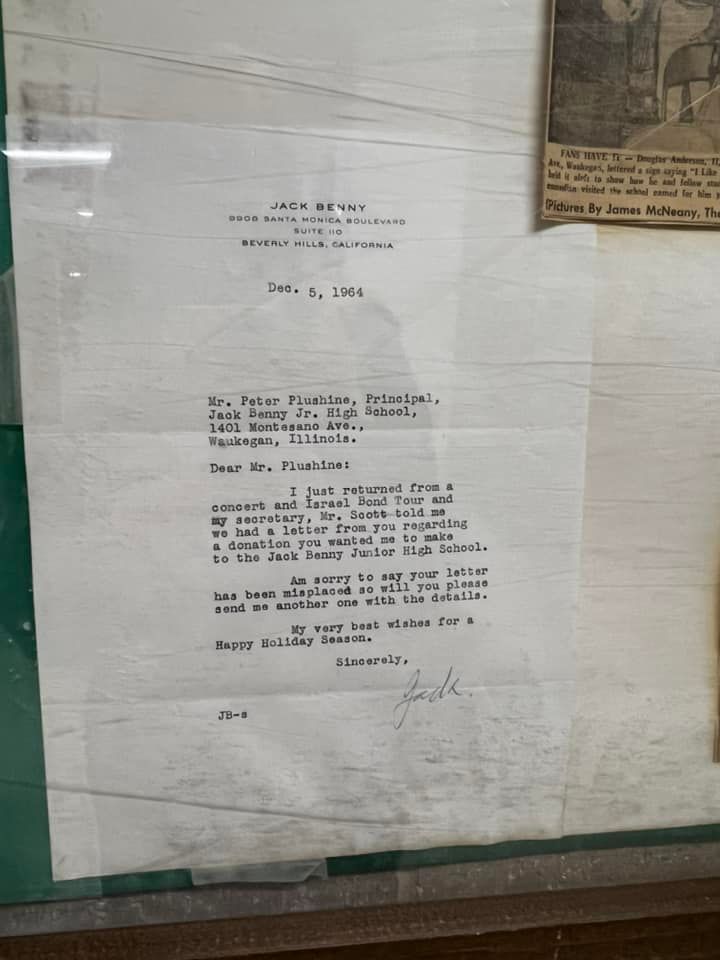 JACK BENNY
9908 SANTA MONICA BOULEVARD
SUITE 110
BEVERLY HILLS, CALIFORNIA
Dec. 5, 1964
Mr. Peter Plushine, Principal,
Jack Benny Jr. High School,
1401 Montesano Ave.,
Waukegan, Illinois.
Dear Mr. Plushine:
I just returned from a
concert and Israel Bond Tour and
my secretary, Mr. Scott told me
we had a letter from you regarding
a donation you wanted me to make
to the Jack Benny Junior High School.
Am sorry to say your letter
has been misplaced so will you please
send me another one with the details.
My very best wishes for a
Happy Holiday Season.
Sincerely,
Jack.
JB-s
FANS HAVE IT — Douglas Anderson, 11,
Ave, Waukegan, lettered a sign saying "I Like
held it aloft to show how he and fellow
comedian visited the school named for him
(Pictures By James McNeany, The